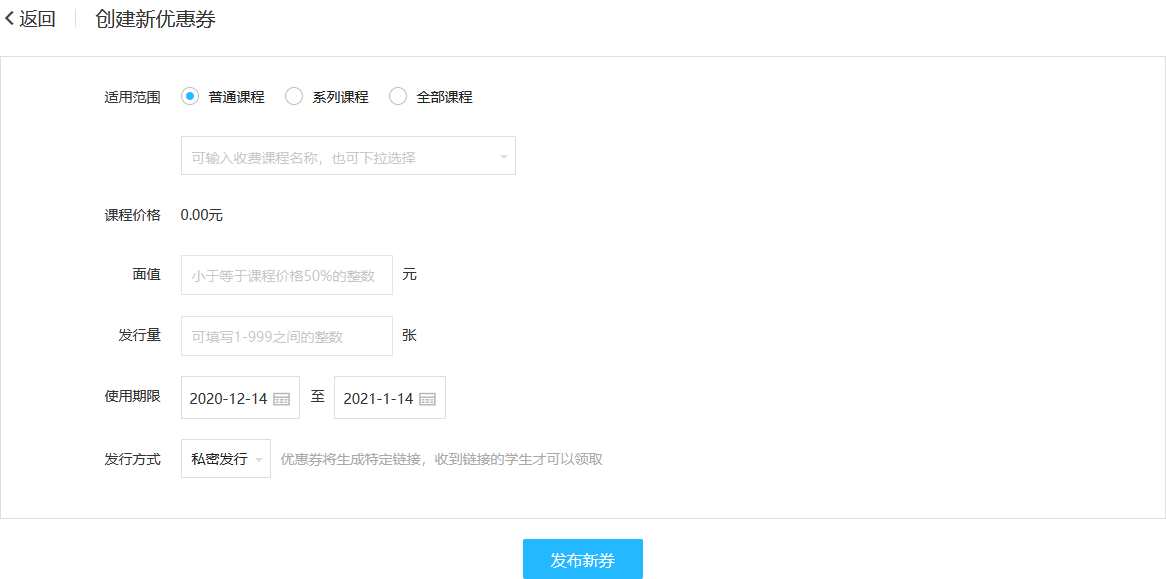 返回 创建新优惠券
适用范围 普通课程 系列课程 全部课程
可输入收费课程名称，也可下拉选择
课程价格 0.00元
面值 小于等于课程价格50%的整数 元
发行量 可填写1-999之间的整数 张
使用期限 2020-12-14 至 2021-1-14
发行方式 私密发行 优惠券将生成特定链接，收到链接的学生才可以领取
发布新券